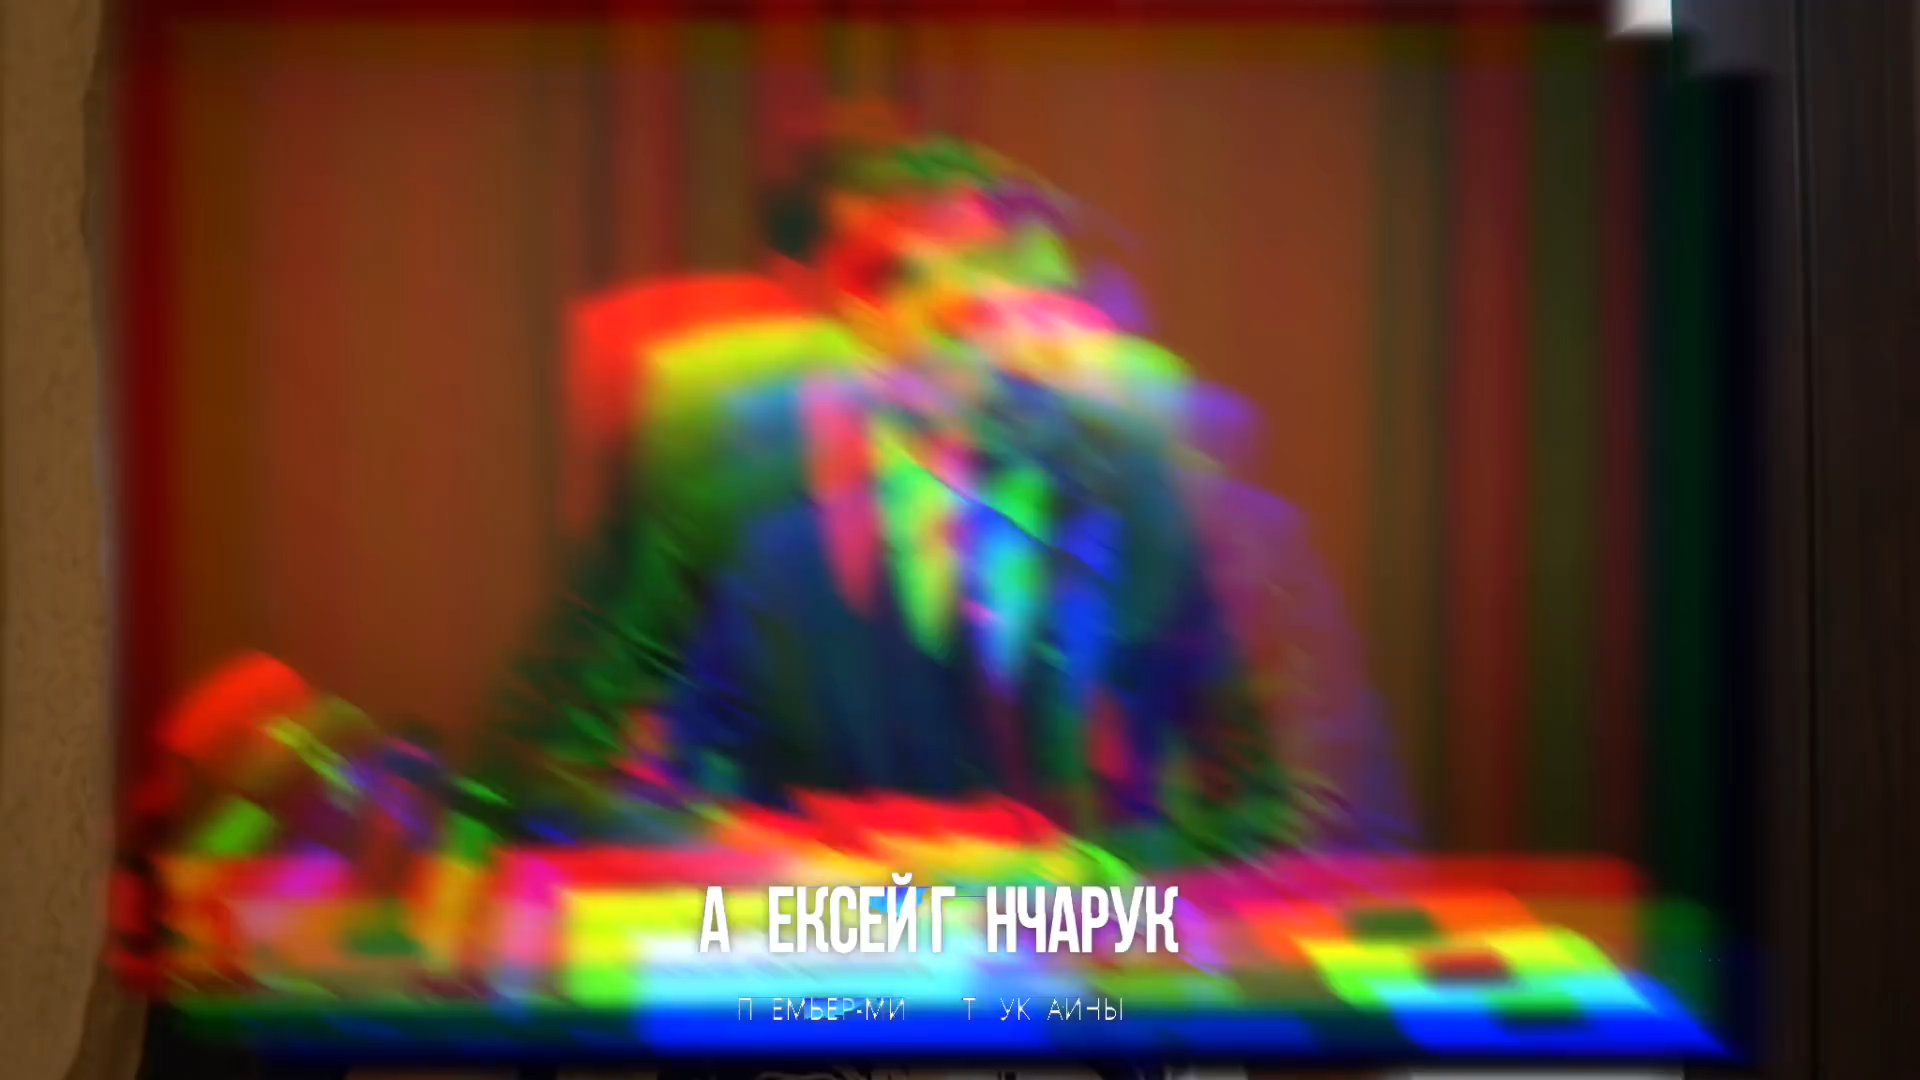 А ЕКСЕЙ Г НЧАРУК
П ЕМЬЕР-МИ Т УК АИНЫ